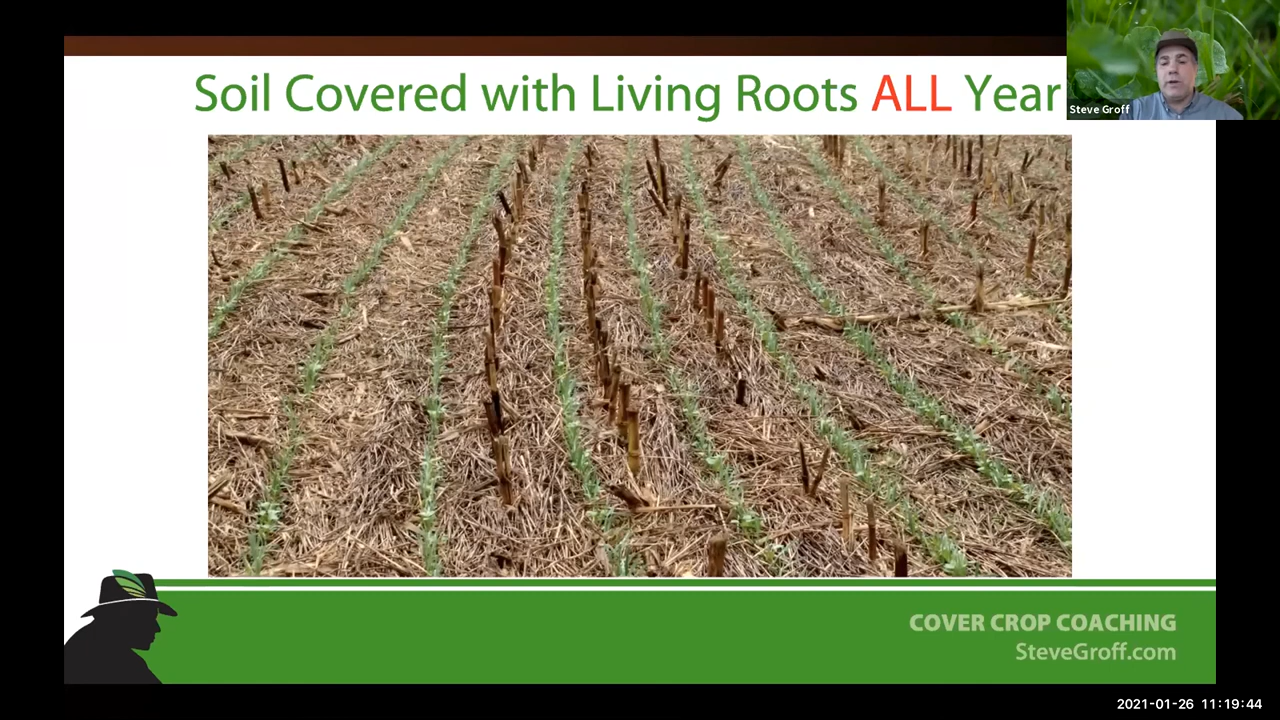 Soil Covered with Living Roots ALL Year
Steve Groff
COVER CROP COACHING
SteveGroff.com
2021-01-26 11:19:44